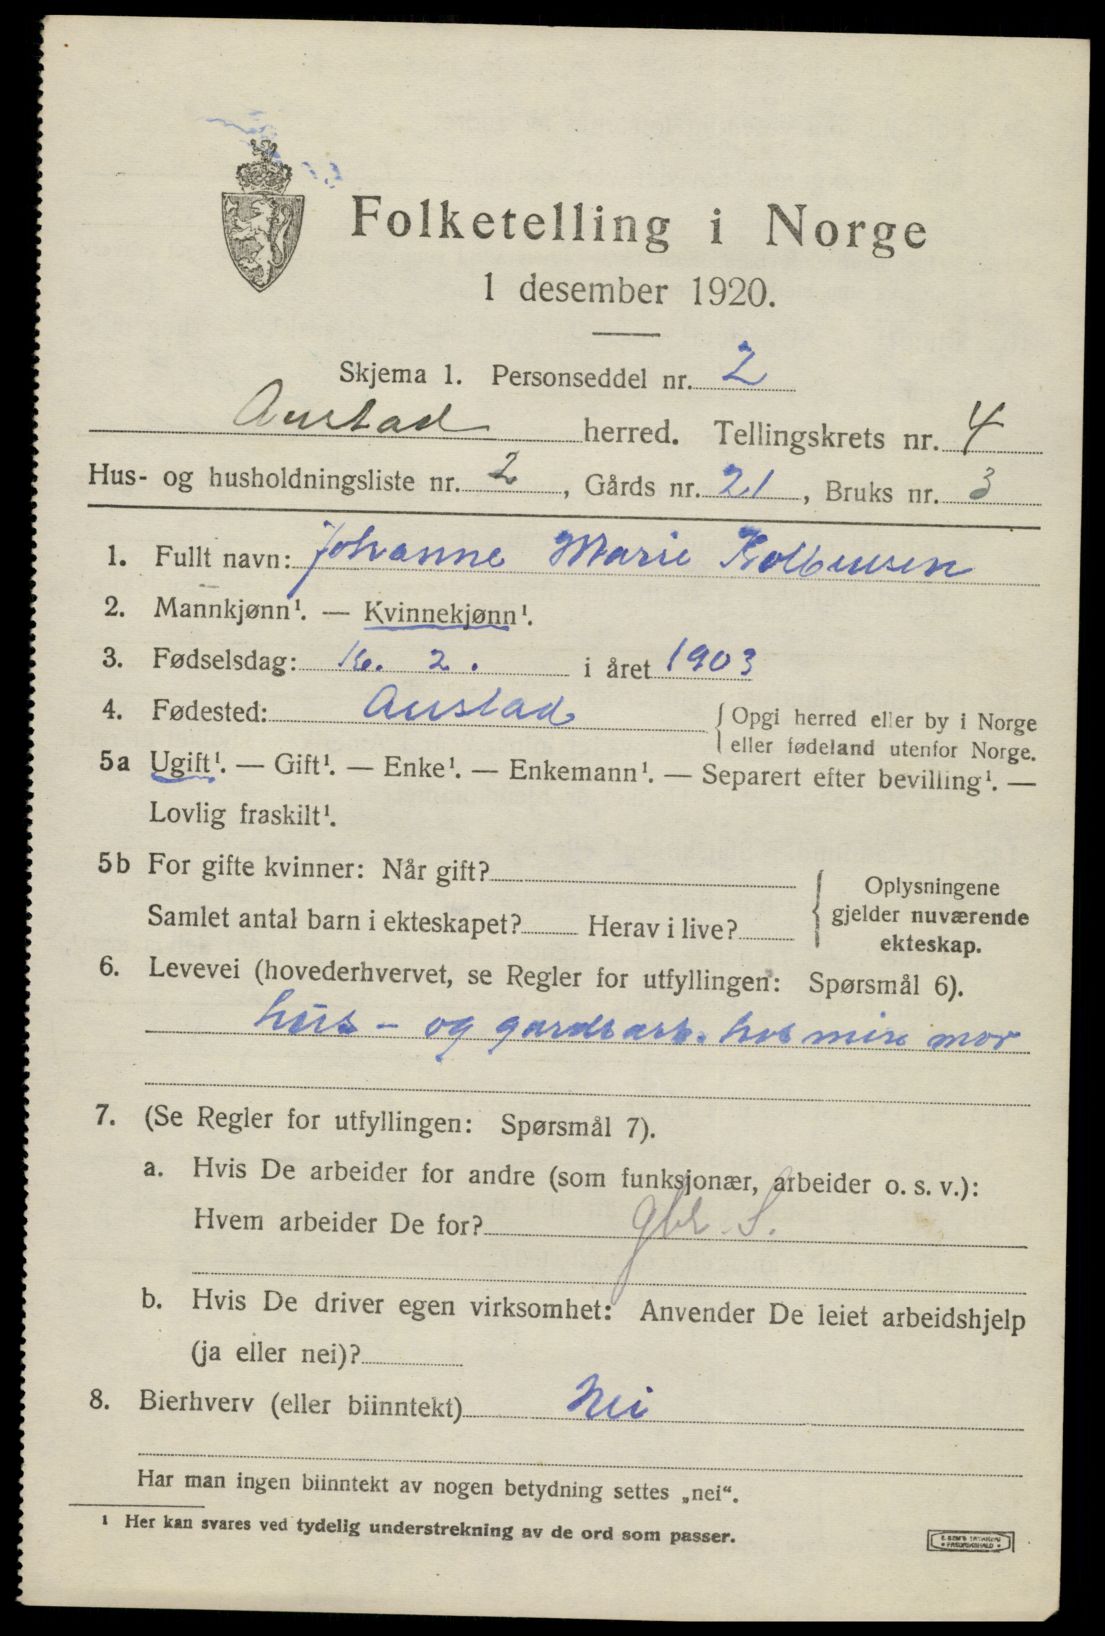 Folketelling i Norge
1 desember 1920.
Skjema 1. Personseddel nr. 2
Austad herred. Tellingskrets nr. 4
Hus- og husholdningsliste nr. 2, Gårds nr. 21, Bruks nr. 3
1. Fullt navn: Johanne Marie Kolbensen
2. Mannkjønn¹. — Kvinnekjønn¹.
3. Fødselsdag: 16. 2. i året 1903
4. Fødested: Austad { Opgi herred eller by i Norge
eller fødeland utenfor Norge.
5a Ugift¹. — Gift¹. — Enke¹. — Enkemann¹. — Separert efter bevilling¹. —
Lovlig fraskilt¹.
5b For gifte kvinner: Når gift?
Samlet antal barn i ekteskapet? Herav i live?
Oplysningene
gjelder nuværende
ekteskap.
6. Levevei (hovederhvervet, se Regler for utfyllingen: Spørsmål 6).
hus - og gardsarb. hos min mor
7. (Se Regler for utfyllingen: Spørsmål 7).
a. Hvis De arbeider for andre (som funksjonær, arbeider o. s. v.):
Hvem arbeider De for? gbr. S.
b. Hvis De driver egen virksomhet: Anvender De leiet arbeidshjelp
(ja eller nei)?
8. Bierhverv (eller biinntekt) Nei
Har man ingen biinntekt av nogen betydning settes „nei“.
¹ Her kan svares ved tydelig understrekning av de ord som passer.